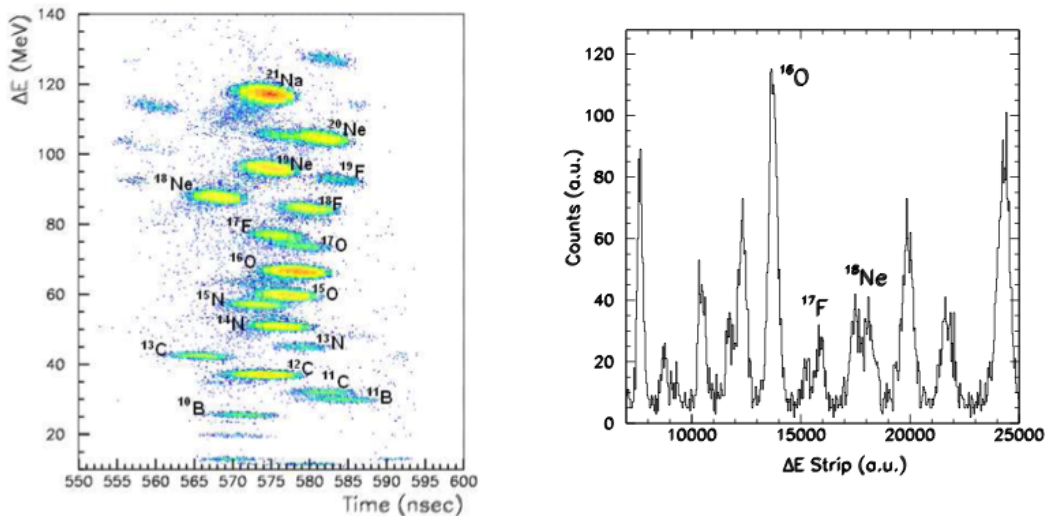 ΔE (MeV)
140
120
100
80
60
40
20
²¹Na
²⁰Ne
¹⁹Ne
¹⁹F
¹⁸Ne
¹⁸F
¹⁷F
¹⁷O
¹⁶O
¹⁵O
¹⁵N
¹⁴N
¹³N
¹³C
¹²C
¹¹C
¹¹B
¹⁰B
550 555 560 565 570 575 580 585 590 595 600
Time (nsec)
Counts (a.u.)
120
100
80
60
40
20
0
¹⁶O
¹⁷F
¹⁸Ne
10000 15000 20000 25000
ΔE Strip (a.u.)